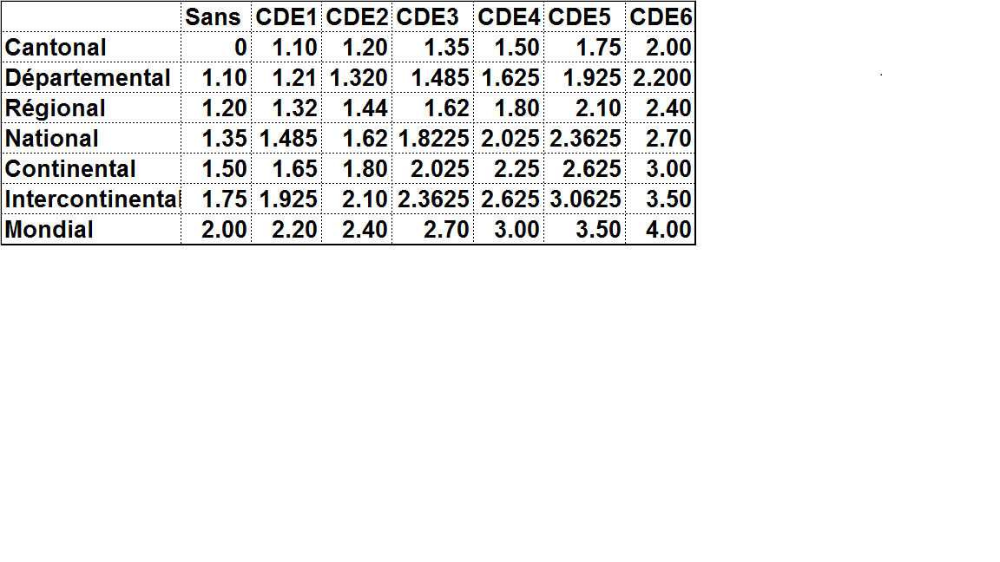 Sans CDE1 CDE2 CDE3 CDE4 CDE5 CDE6
Cantonal 0 1.10 1.20 1.35 1.50 1.75 2.00
Départemental 1.10 1.21 1.320 1.485 1.625 1.925 2.200
Régional 1.20 1.32 1.44 1.62 1.80 2.10 2.40
National 1.35 1.485 1.62 1.8225 2.025 2.3625 2.70
Continental 1.50 1.65 1.80 2.025 2.25 2.625 3.00
Intercontinental 1.75 1.925 2.10 2.3625 2.625 3.0625 3.50
Mondial 2.00 2.20 2.40 2.70 3.00 3.50 4.00